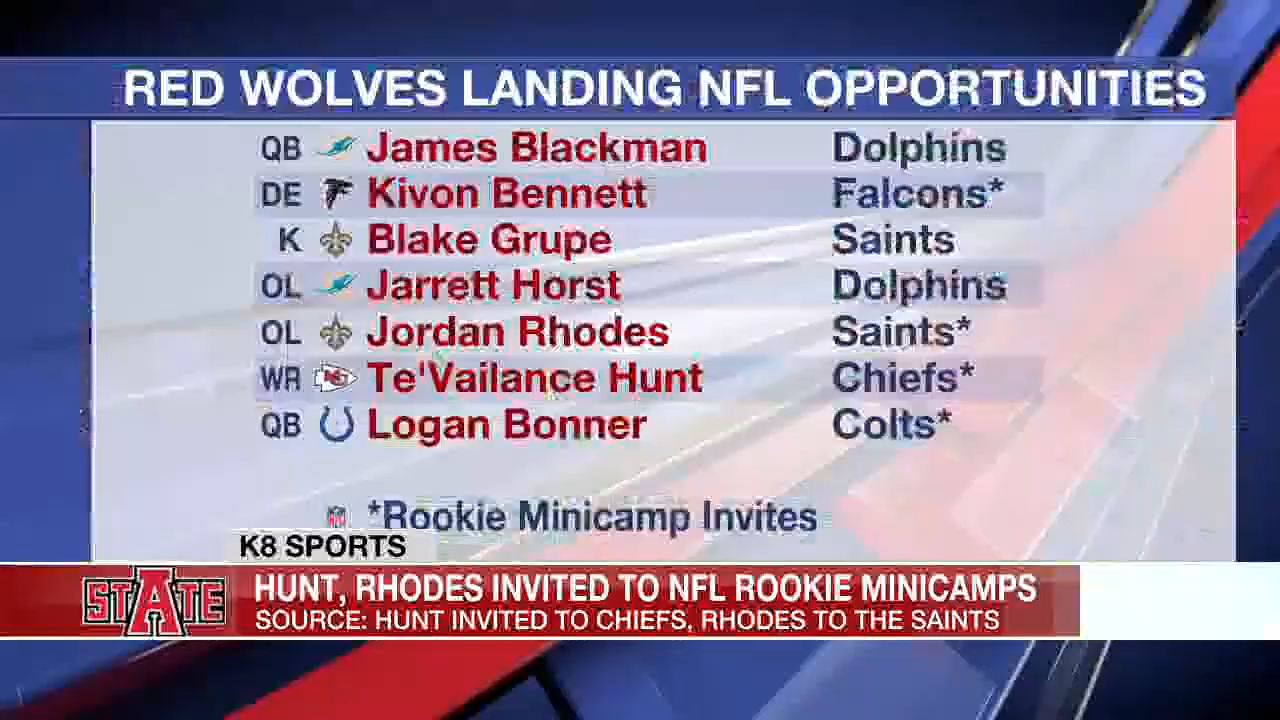 RED WOLVES LANDING NFL OPPORTUNITIES
QB James Blackman Dolphins
DE Kivon Bennett Falcons*
K Blake Grupe Saints
OL Jarrett Horst Dolphins
OL Jordan Rhodes Saints*
WR KC Te'Vailance Hunt Chiefs*
QB Logan Bonner Colts*
NFL *Rookie Minicamp Invites
K8 SPORTS
STATE HUNT, RHODES INVITED TO NFL ROOKIE MINICAMPS
SOURCE: HUNT INVITED TO CHIEFS, RHODES TO THE SAINTS